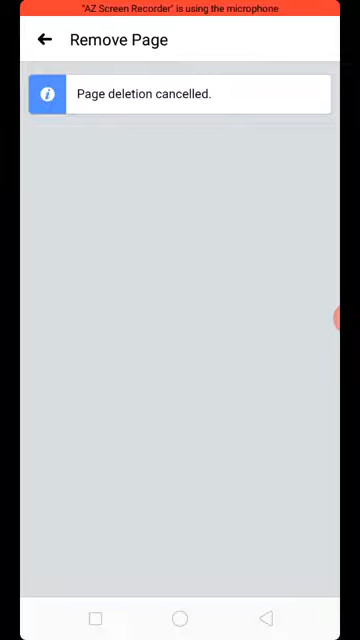 "AZ Screen Recorder" is using the microphone
Remove Page
Page deletion cancelled.